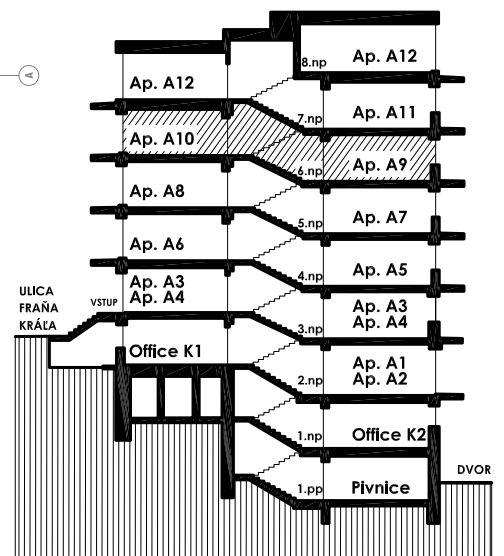 8.np Ap. A12
A
Ap. A12
7.np Ap. A11
Ap. A10
6.np Ap. A9
Ap. A8
5.np Ap. A7
Ap. A6
4.np Ap. A5
Ap. A3
Ap. A4
ULICA
FRAŇA
KRÁĽA
VSTUP
3.np Ap. A3
Ap. A4
Office K1
2.np Ap. A1
Ap. A2
1.np Office K2
DVOR
1.pp Pivnice